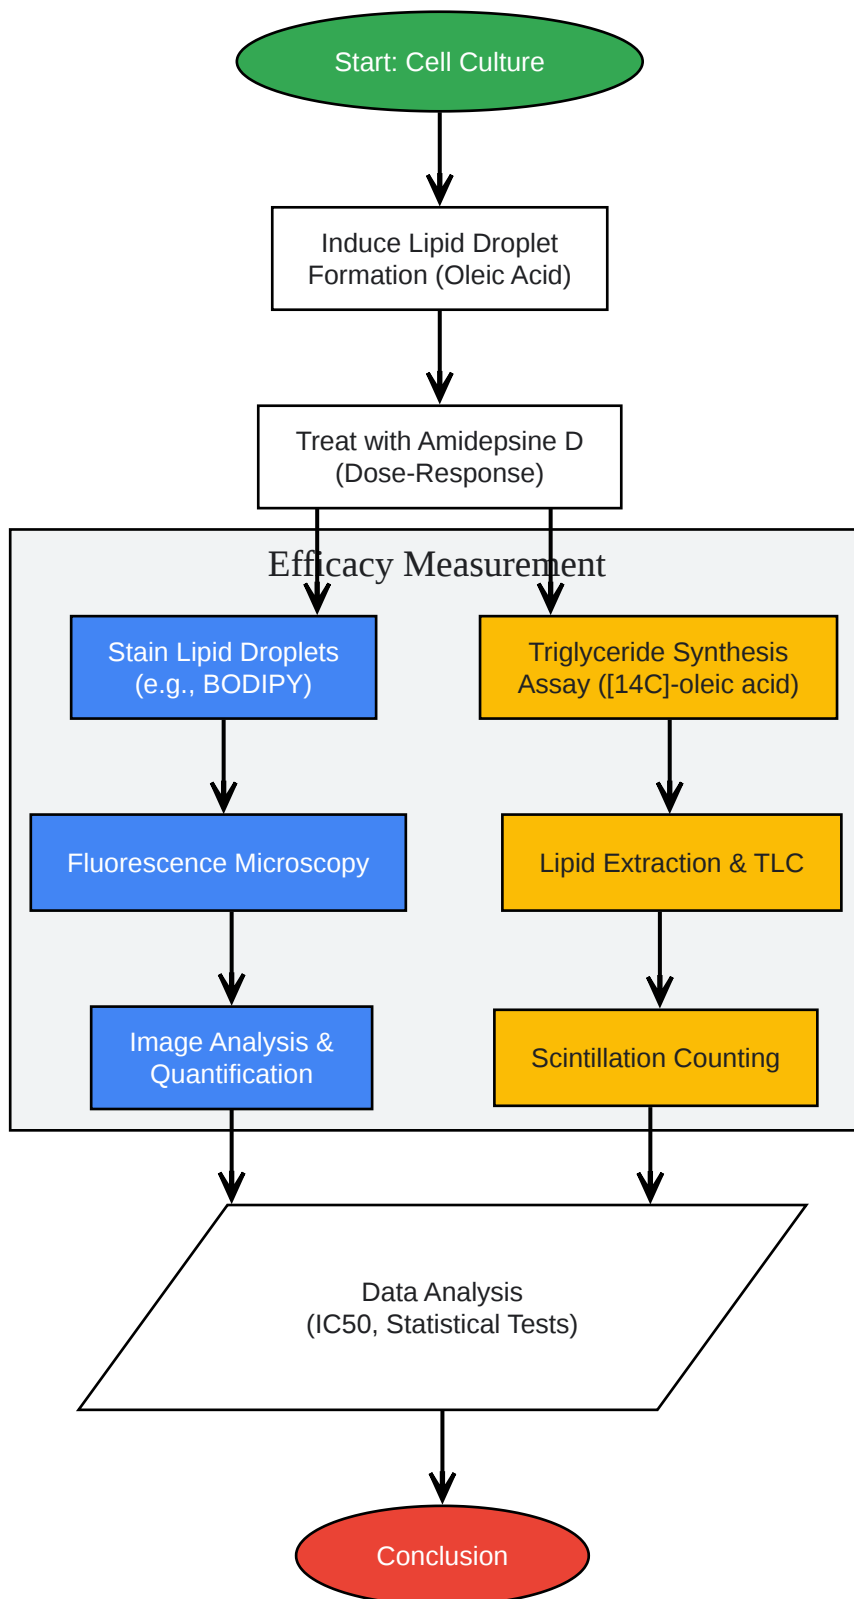 Start: Cell Culture
Induce Lipid Droplet
Formation (Oleic Acid)
Treat with Amidepsine D
(Dose-Response)
Efficacy Measurement
Stain Lipid Droplets
(e.g., BODIPY)
Triglyceride Synthesis
Assay ([14C]-oleic acid)
Fluorescence Microscopy
Lipid Extraction & TLC
Image Analysis &
Quantification
Scintillation Counting
Data Analysis
(IC50, Statistical Tests)
Conclusion